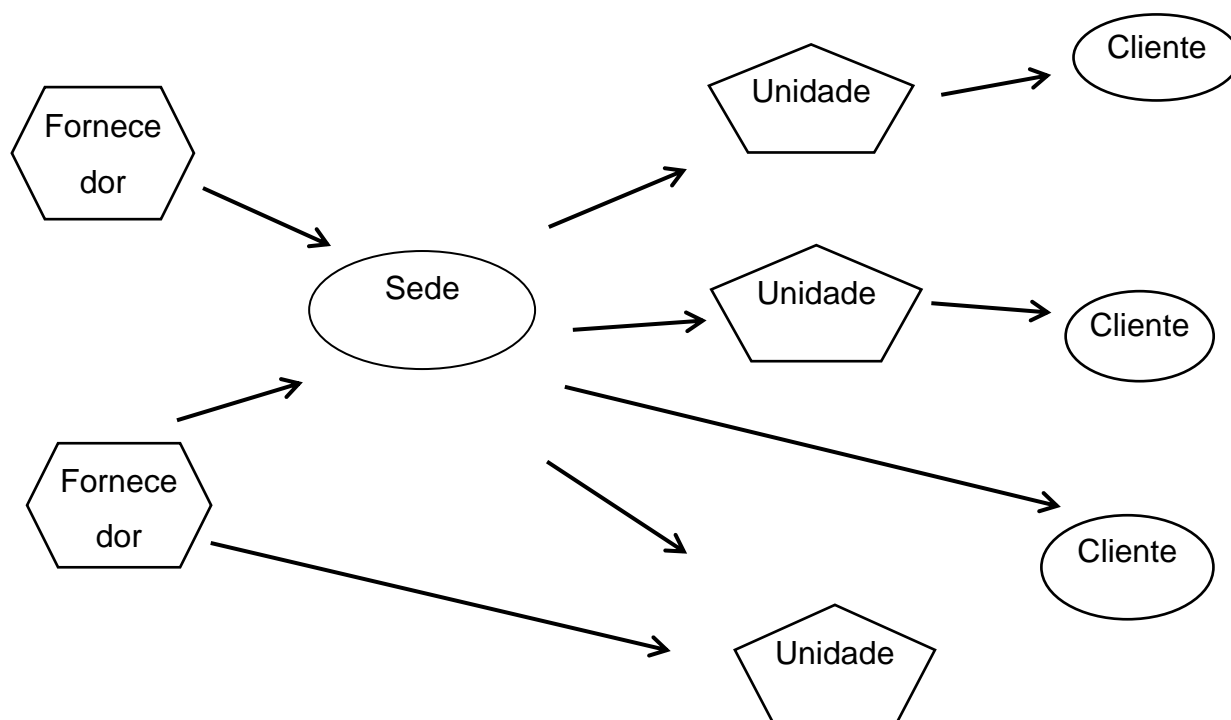 Cliente
Unidade
Fornece
dor
Sede
Unidade
Cliente
Fornece
dor
Cliente
Unidade